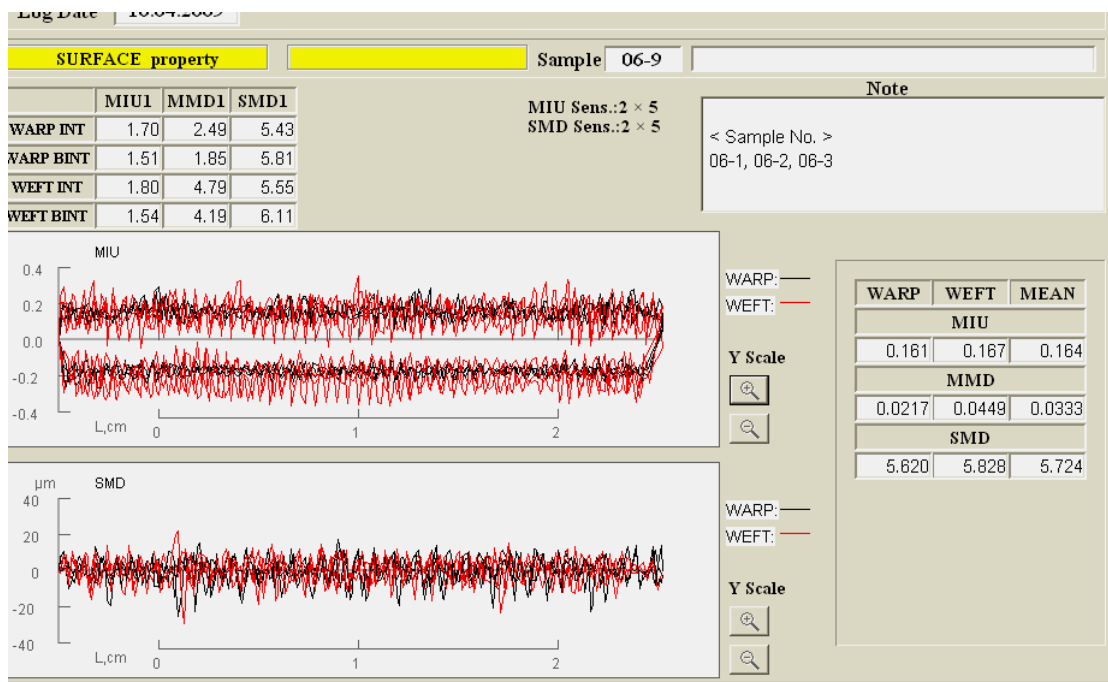 Log Date 10.04.2009
SURFACE property Sample 06-9
Note
MIU1 MMD1 SMD1
WARP INT 1.70 2.49 5.43
WARP BINT 1.51 1.85 5.81
WEFT INT 1.80 4.79 5.55
WEFT BINT 1.54 4.19 6.11
MIU Sens.:2 × 5
SMD Sens.:2 × 5
< Sample No. >
06-1, 06-2, 06-3
MIU
0.4
0.2
0.0
-0.2
-0.4
L,cm 0 1 2
WARP:
WEFT:
Y Scale
WARP WEFT MEAN
MIU
0.161 0.167 0.164
MMD
0.0217 0.0449 0.0333
SMD
5.620 5.828 5.724
µm SMD
40
20
0
-20
-40
L,cm 0 1 2
WARP:
WEFT:
Y Scale